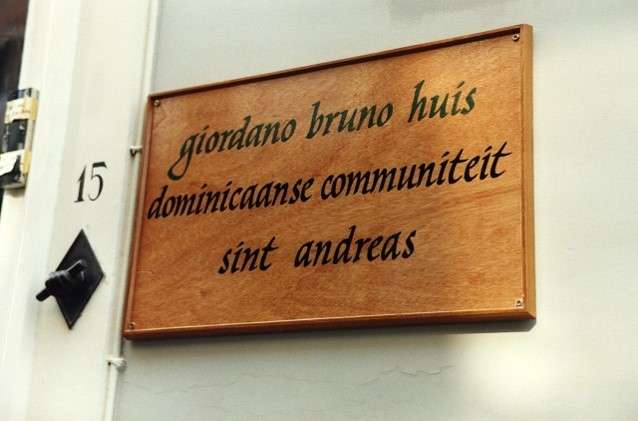 15
giordano bruno huis
dominicaanse communiteit
sint andreas